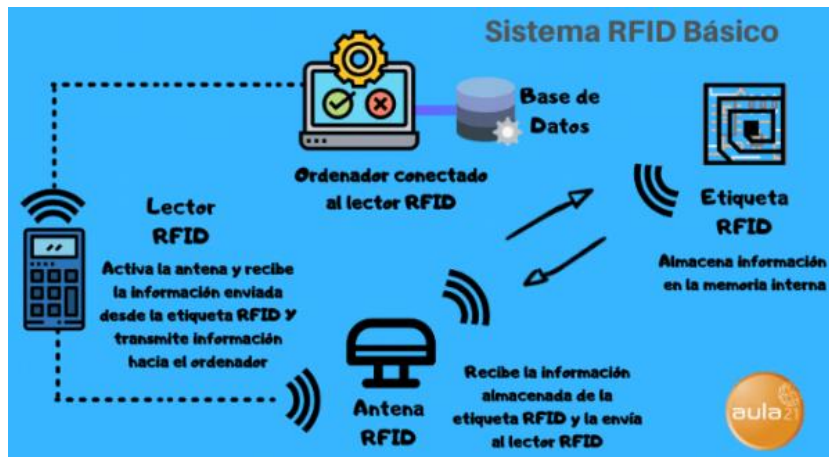 Sistema RFID Básico
Base de
Datos
Ordenador conectado
al lector RFID
Lector
RFID
Activa la antena y recibe
la información enviada
desde la etiqueta RFID Y
transmite información
hacia el ordenador
Etiqueta
RFID
Almacena información
en la memoria interna
Antena
RFID
Recibe la información
almacenada de la
etiqueta RFID y la envía
al lector RFID
aula21